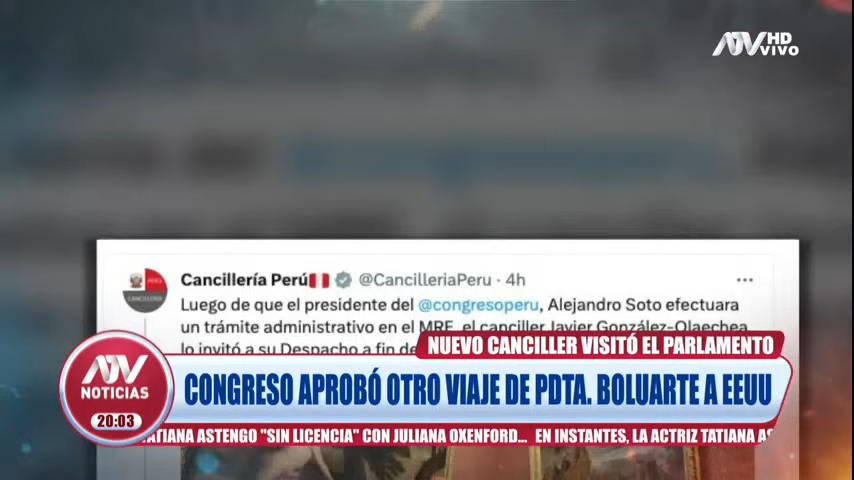 ATV HD
VIVO
Cancillería Perú @CancilleriaPeru · 4h
PERÚ
CANCILLERÍA
Luego de que el presidente del @congresoperu, Alejandro Soto efectuara
un trámite administrativo en el MRE, el canciller Javier González-Olaechea
lo invitó a su Despacho a fin de
NUEVO CANCILLER VISITÓ EL PARLAMENTO
ATV
NOTICIAS
20:03
CONGRESO APROBÓ OTRO VIAJE DE PDTA. BOLUARTE A EEUU
TATIANA ASTENGO "SIN LICENCIA" CON JULIANA OXENFORD... EN INSTANTES, LA ACTRIZ TATIANA AS